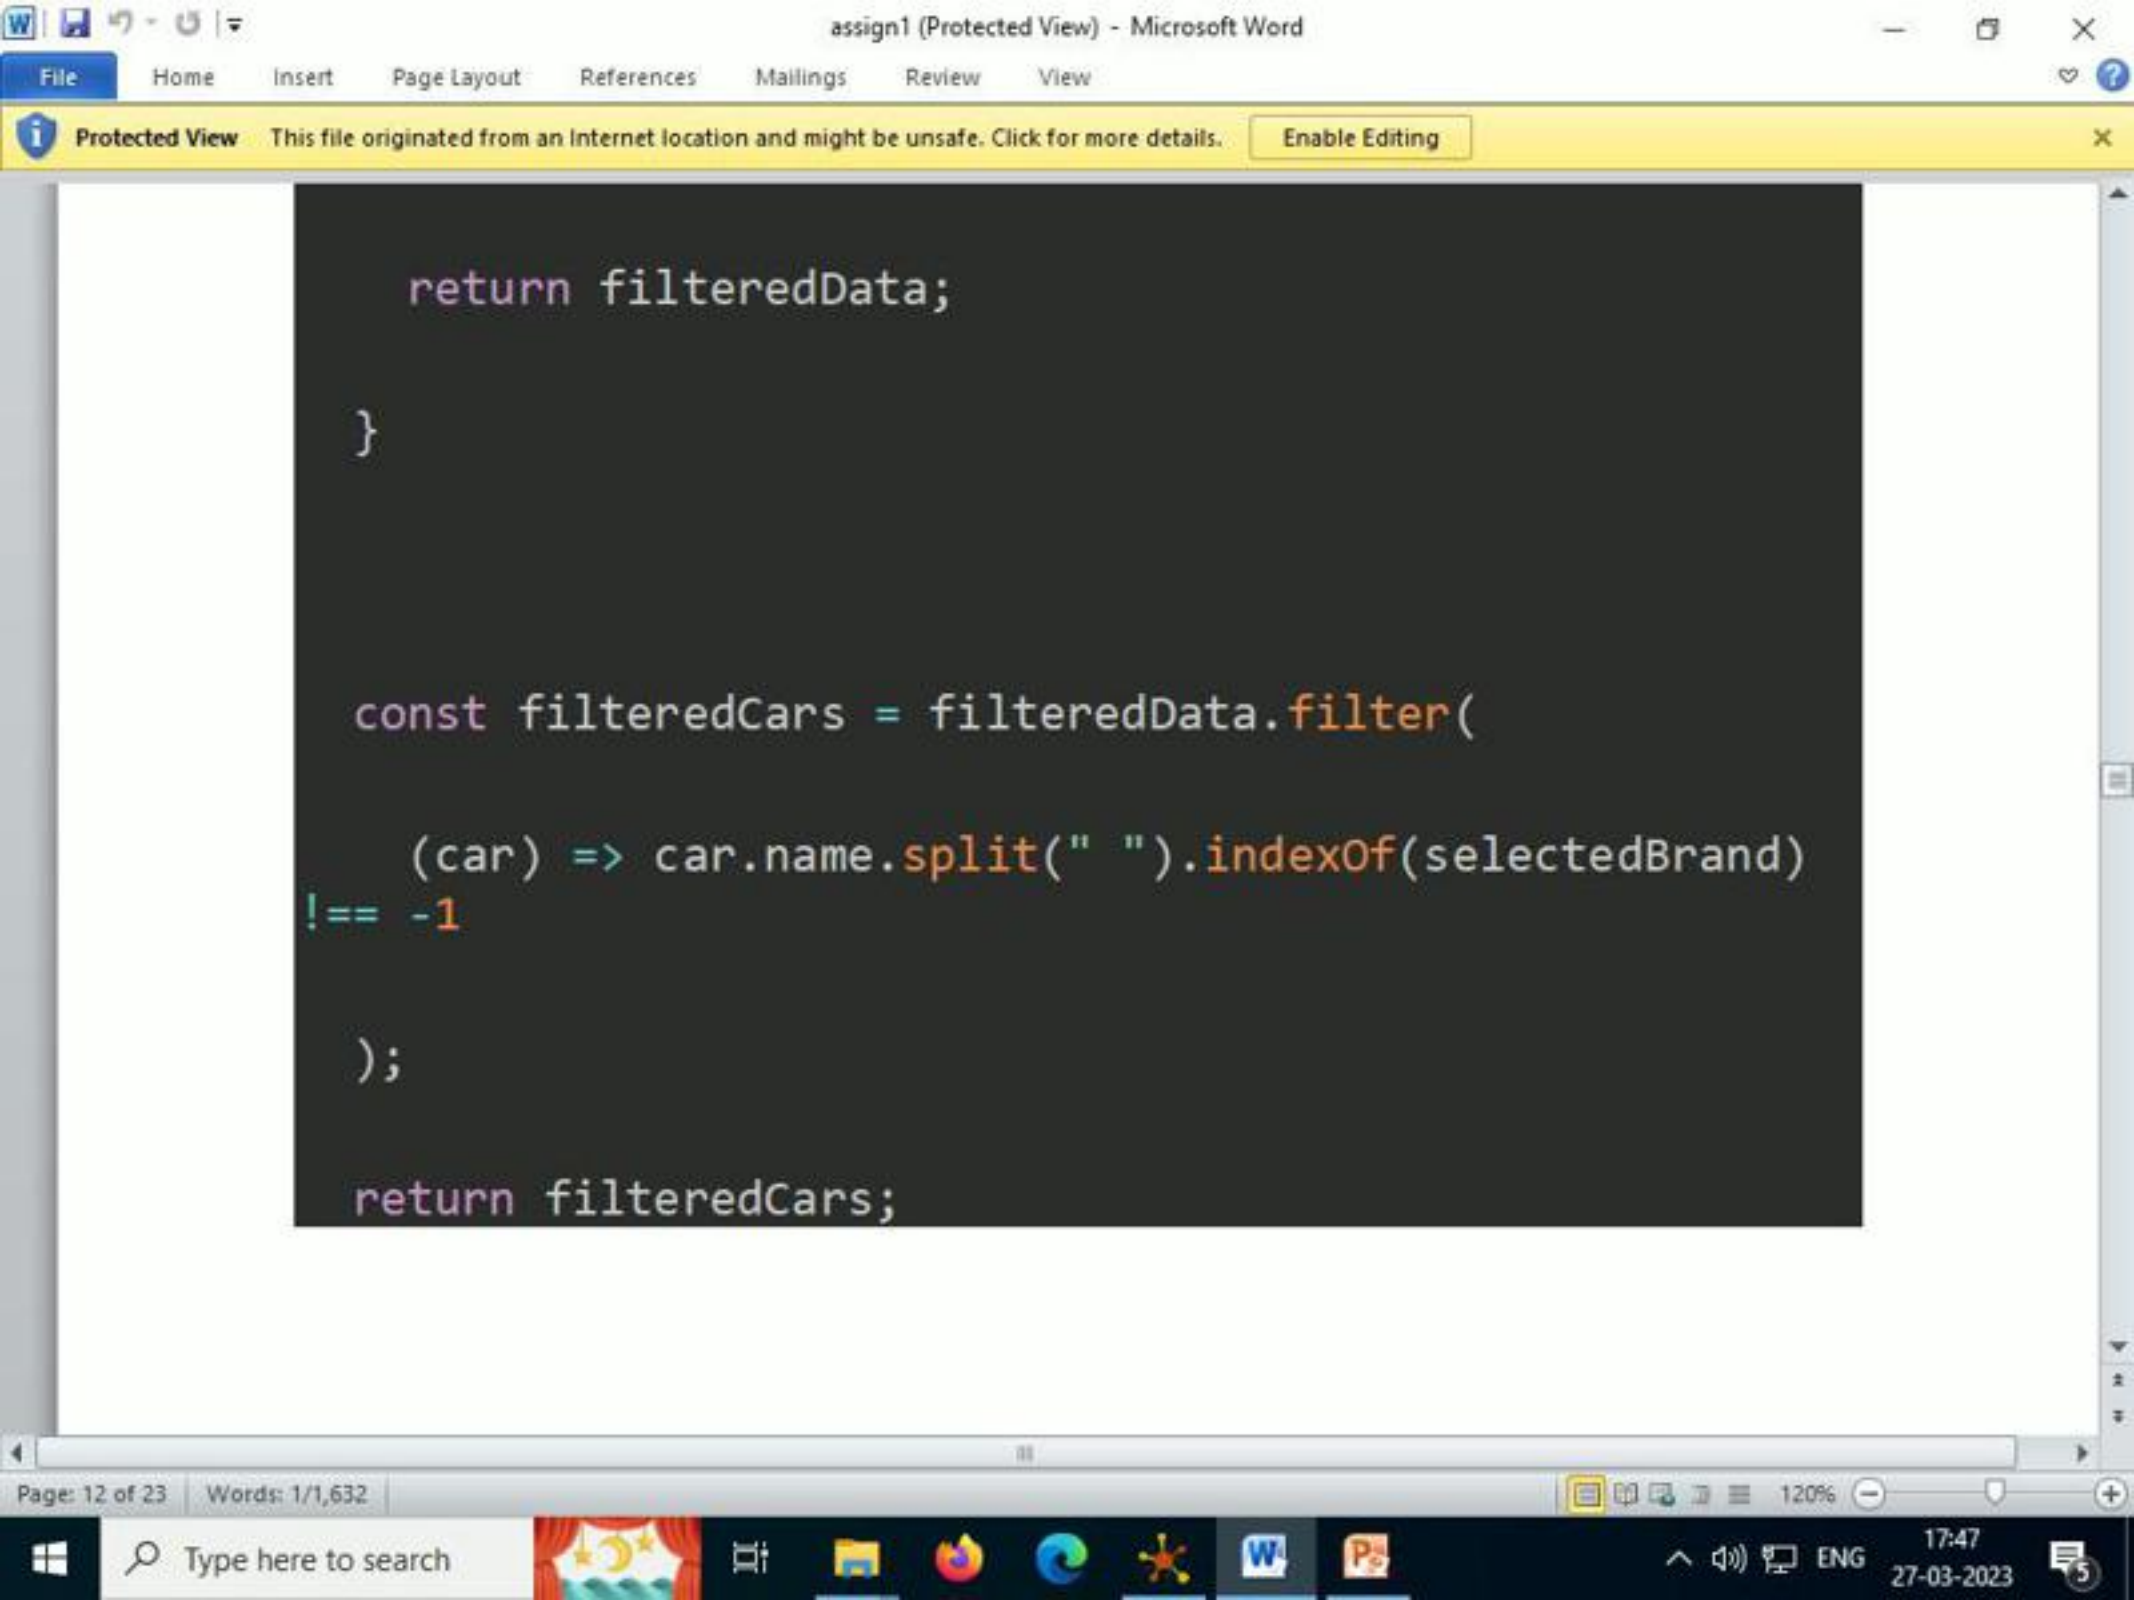 assign1 (Protected View) - Microsoft Word
File Home Insert Page Layout References Mailings Review View
Protected View This file originated from an Internet location and might be unsafe. Click for more details. Enable Editing
return filteredData;
}
const filteredCars = filteredData.filter(
(car) => car.name.split(" ").indexOf(selectedBrand)
!== -1
);
return filteredCars;
Page: 12 of 23 Words: 1/1,632 120%
Type here to search ENG 17:47
27-03-2023 5